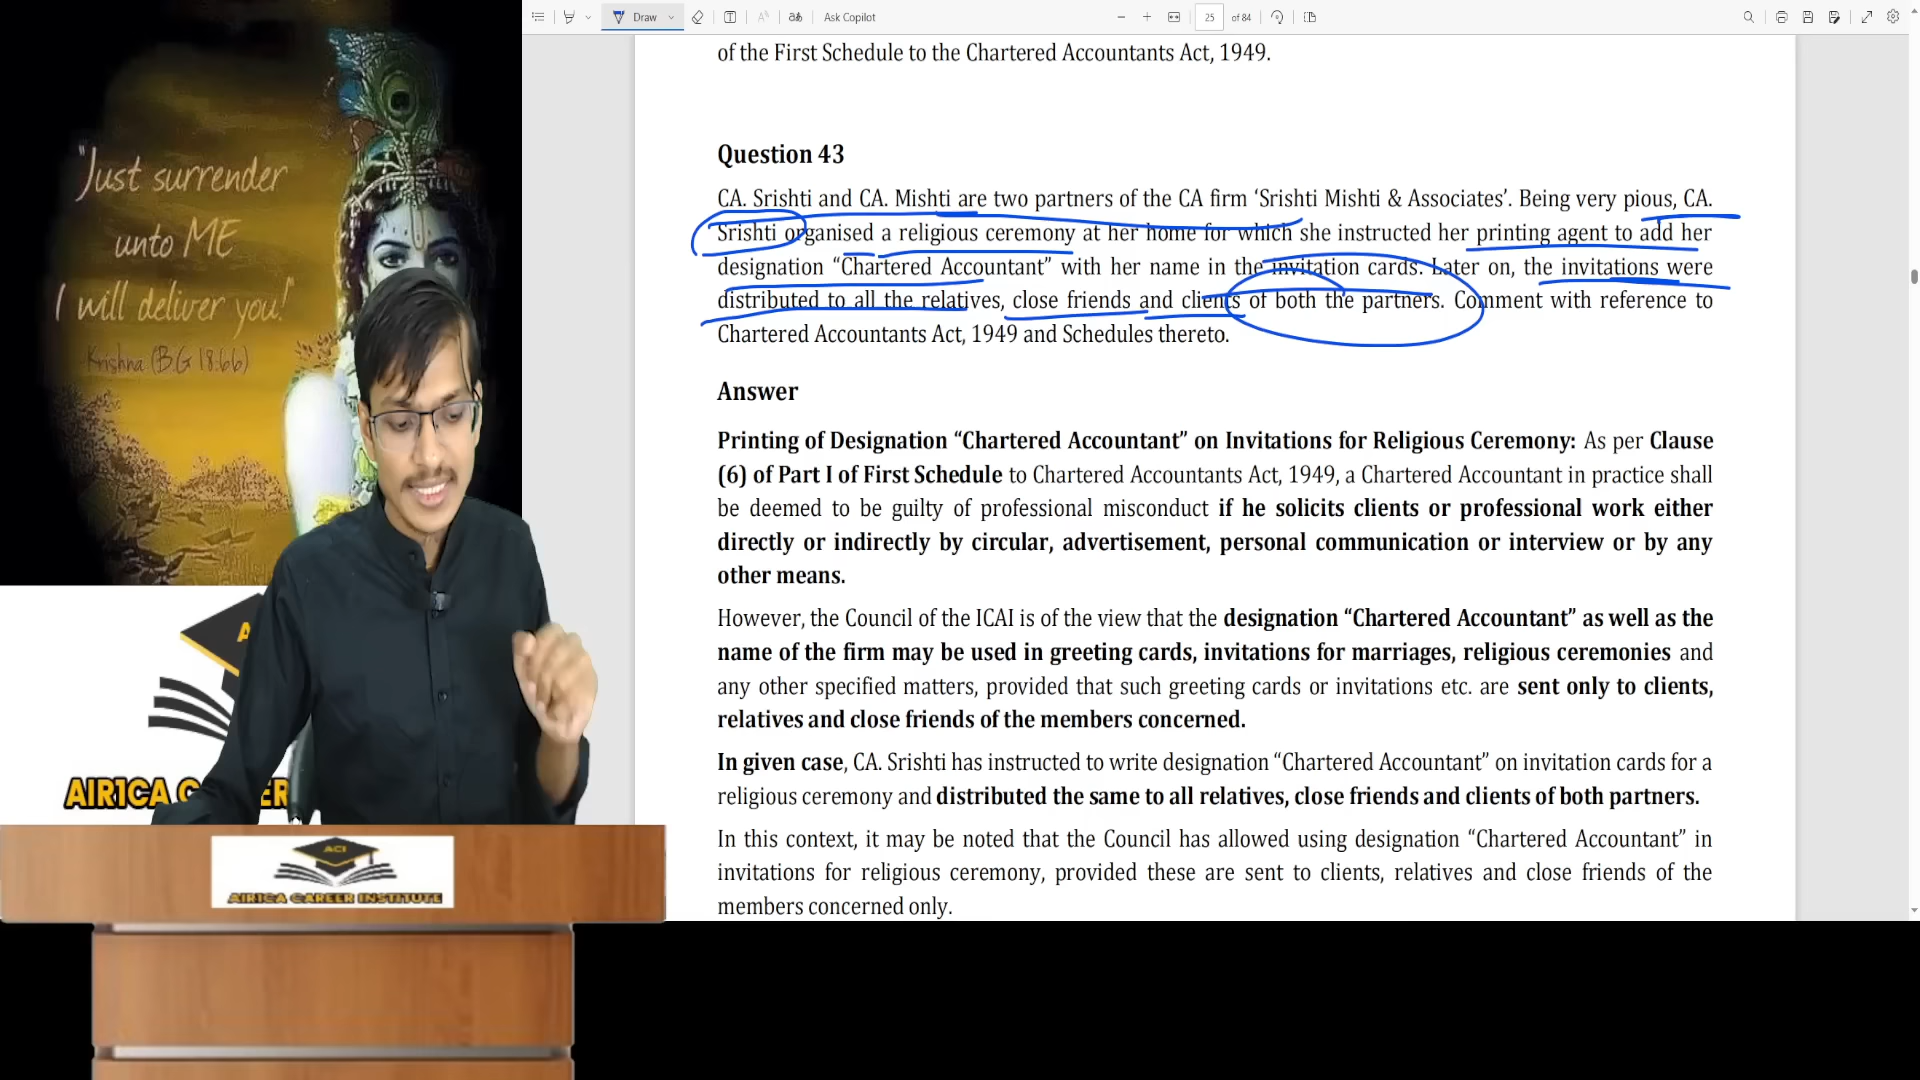 "Just surrender
unto ME
I will deliver you!"
Krishna (B.G 18:66)
AIR1CA C
ER
ACI
AIR1CA CAREER INSTITUTE
Draw
Ask Copilot
25 of 84
of the First Schedule to the Chartered Accountants Act, 1949.
Question 43
CA. Srishti and CA. Mishti are two partners of the CA firm ‘Srishti Mishti & Associates’. Being very pious, CA.
Srishti organised a religious ceremony at her home for which she instructed her printing agent to add her
designation “Chartered Accountant” with her name in the invitation cards. Later on, the invitations were
distributed to all the relatives, close friends and clients of both the partners. Comment with reference to
Chartered Accountants Act, 1949 and Schedules thereto.
Answer
Printing of Designation “Chartered Accountant” on Invitations for Religious Ceremony: As per Clause
(6) of Part I of First Schedule to Chartered Accountants Act, 1949, a Chartered Accountant in practice shall
be deemed to be guilty of professional misconduct if he solicits clients or professional work either
directly or indirectly by circular, advertisement, personal communication or interview or by any
other means.
However, the Council of the ICAI is of the view that the designation “Chartered Accountant” as well as the
name of the firm may be used in greeting cards, invitations for marriages, religious ceremonies and
any other specified matters, provided that such greeting cards or invitations etc. are sent only to clients,
relatives and close friends of the members concerned.
In given case, CA. Srishti has instructed to write designation “Chartered Accountant” on invitation cards for a
religious ceremony and distributed the same to all relatives, close friends and clients of both partners.
In this context, it may be noted that the Council has allowed using designation “Chartered Accountant” in
invitations for religious ceremony, provided these are sent to clients, relatives and close friends of the
members concerned only.